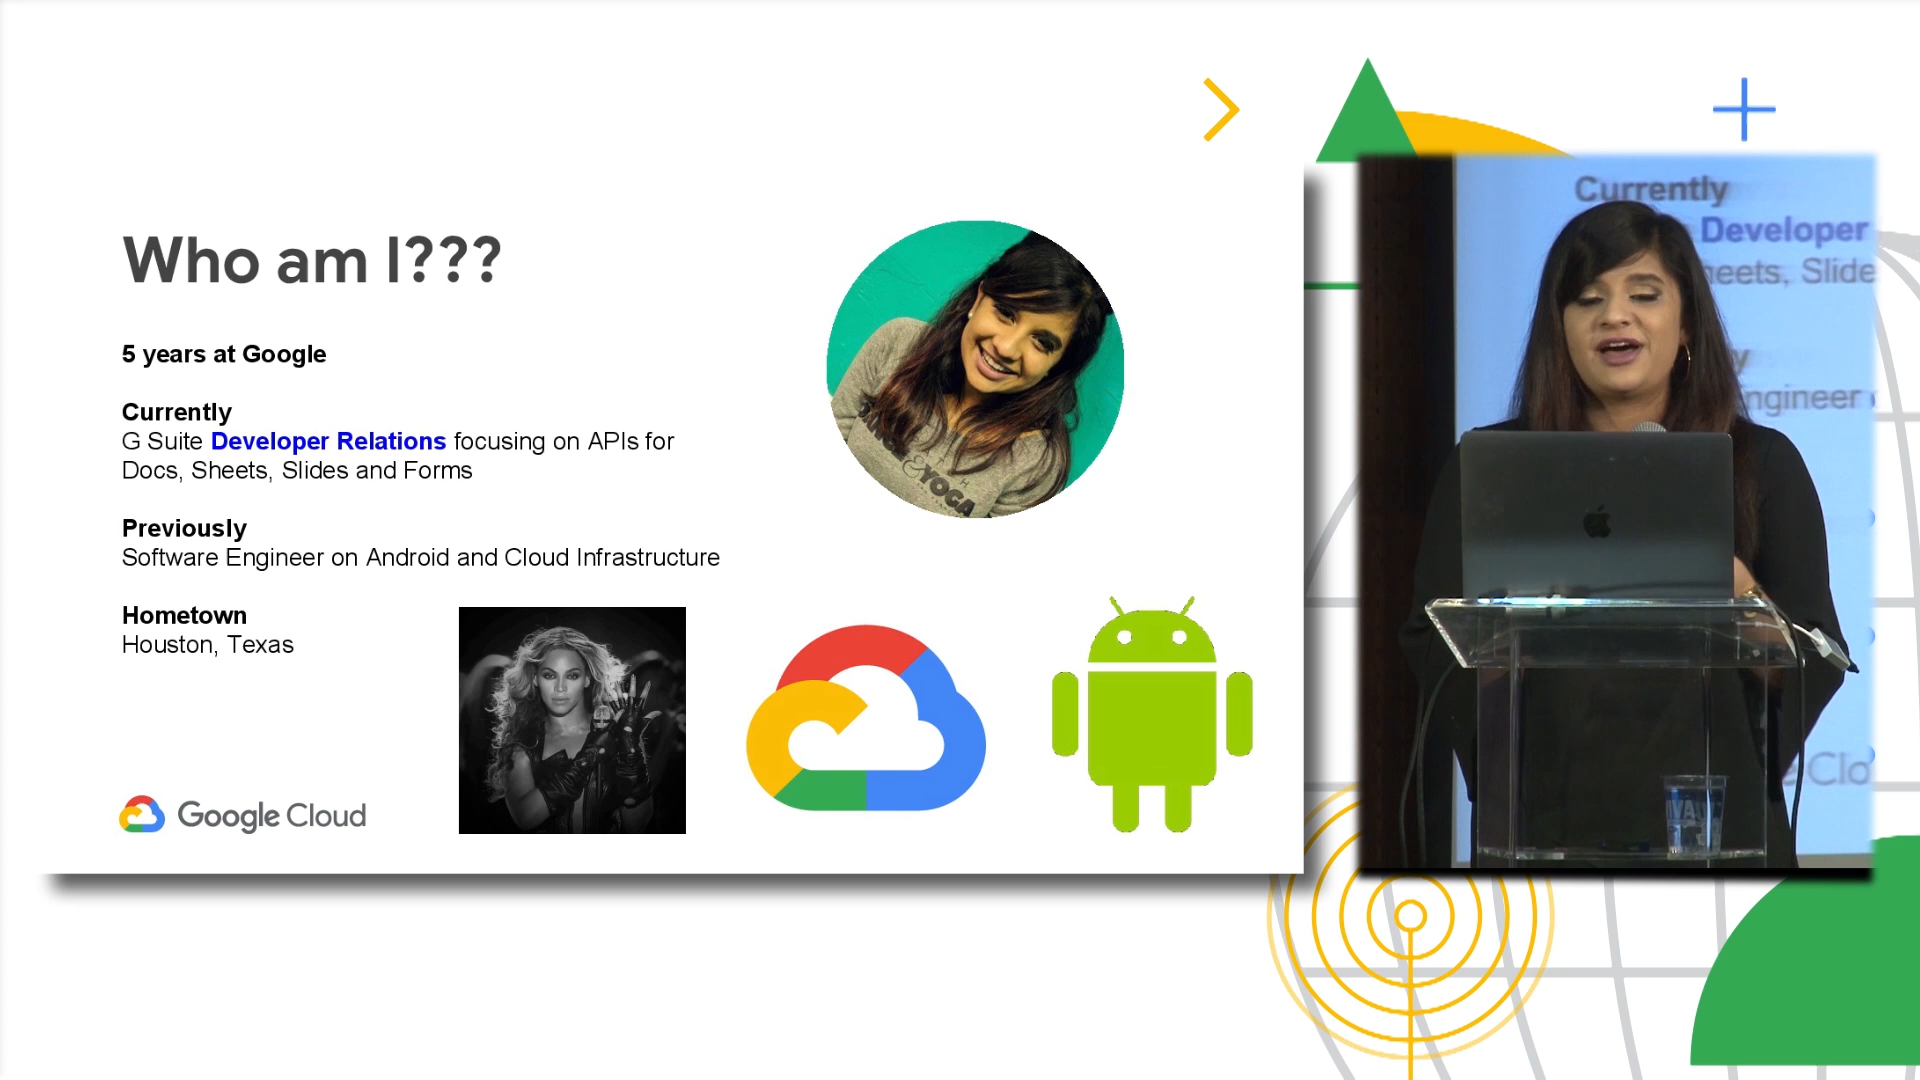 Who am I???
5 years at Google
Currently
G Suite Developer Relations focusing on APIs for
Docs, Sheets, Slides and Forms
Previously
Software Engineer on Android and Cloud Infrastructure
Hometown
Houston, Texas
Google Cloud
YOGA
Currently
Developer
eets, Slide
y
ngineer
Clo